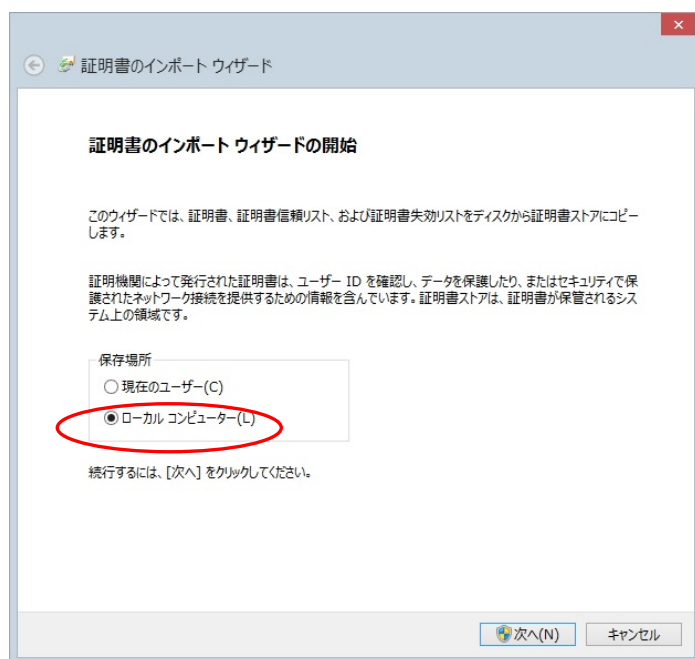 証明書のインポート ウィザード
証明書のインポート ウィザードの開始
このウィザードでは、証明書、証明書信頼リスト、および証明書失効リストをディスクから証明書ストアにコピー
します。
証明機関によって発行された証明書は、ユーザー ID を確認し、データを保護したり、またはセキュリティで保
護されたネットワーク接続を提供するための情報を含んでいます。証明書ストアは、証明書が保管されるシス
テム上の領域です。
保存場所
現在のユーザー(C)
ローカル コンピューター(L)
続行するには、[次へ] をクリックしてください。
次へ(N)
キャンセル